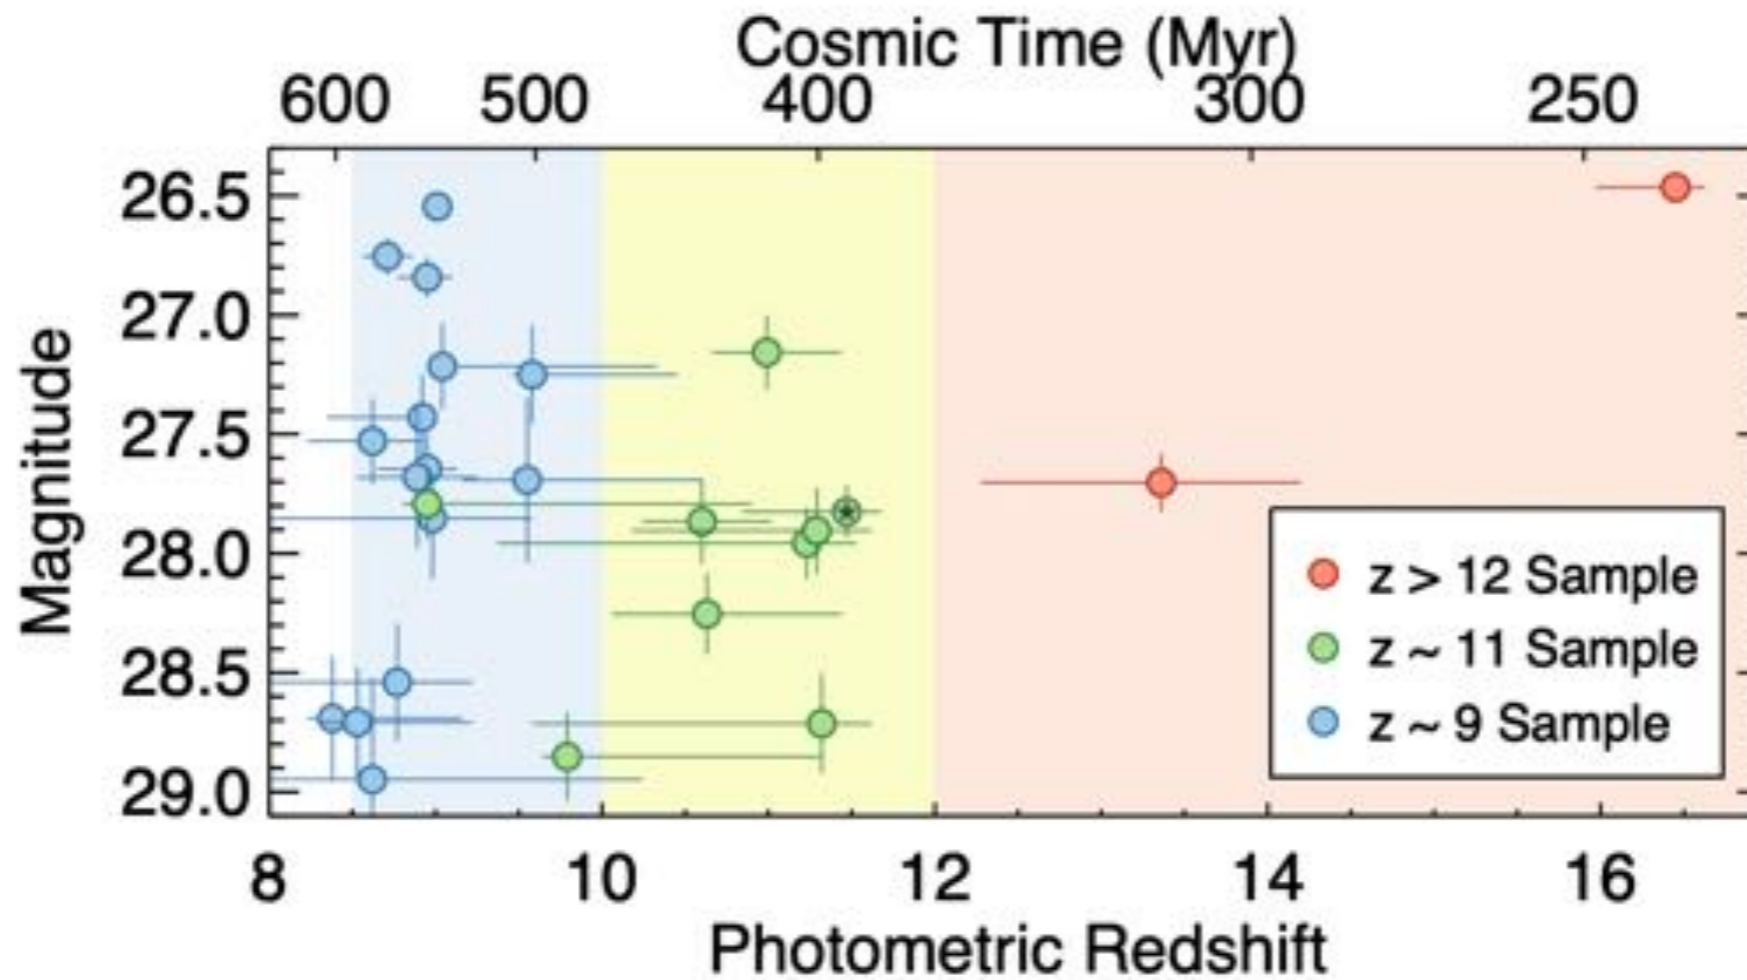 Cosmic Time (Myr)
600 500 400 300 250
26.5
27.0
27.5
28.0
28.5
29.0
Magnitude
z > 12 Sample
z ~ 11 Sample
z ~ 9 Sample
8 10 12 14 16
Photometric Redshift